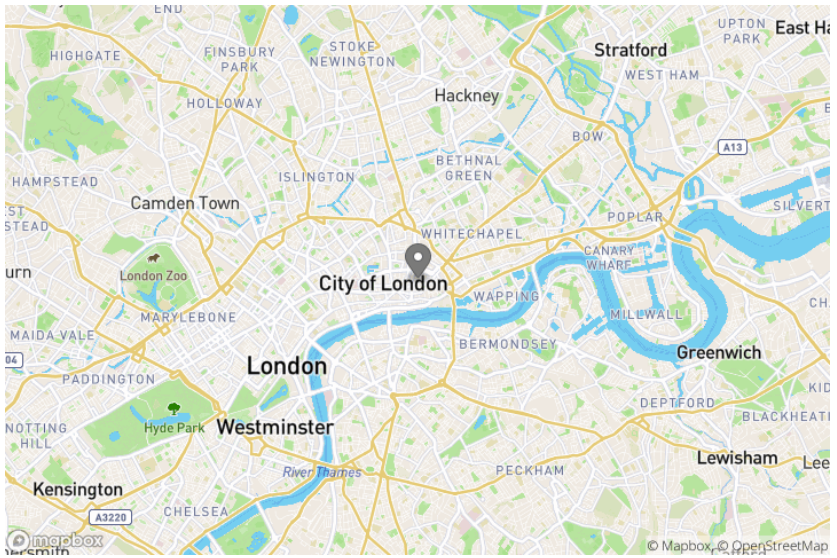 END
UPTON
PARK
East Ha
HIGHGATE
FINSBURY
PARK
STOKE
NEWINGTON
Stratford
WEST HAM
HOLLOWAY
Hackney
BOW
A13
BETHNAL
GREEN
HAMPSTEAD
ISLINGTON
Camden Town
SILVERT
POPLAR
STEAD
WHITECHAPEL
CANARY
WHARF
urn
London Zoo
City of London
WAPPING
MARYLEBONE
MILLWALL
MAIDA VALE
BERMONDSEY
04
London
Greenwich
PADDINGTON
KID
DEPTFORD
NOTTING
HILL
Hyde Park
Westminster
BLACKHEATH
River Thames
PECKHAM
Lewisham
Lee
Kensington
CHELSEA
A3220
mapbox
© Mapbox, © OpenStreetMap